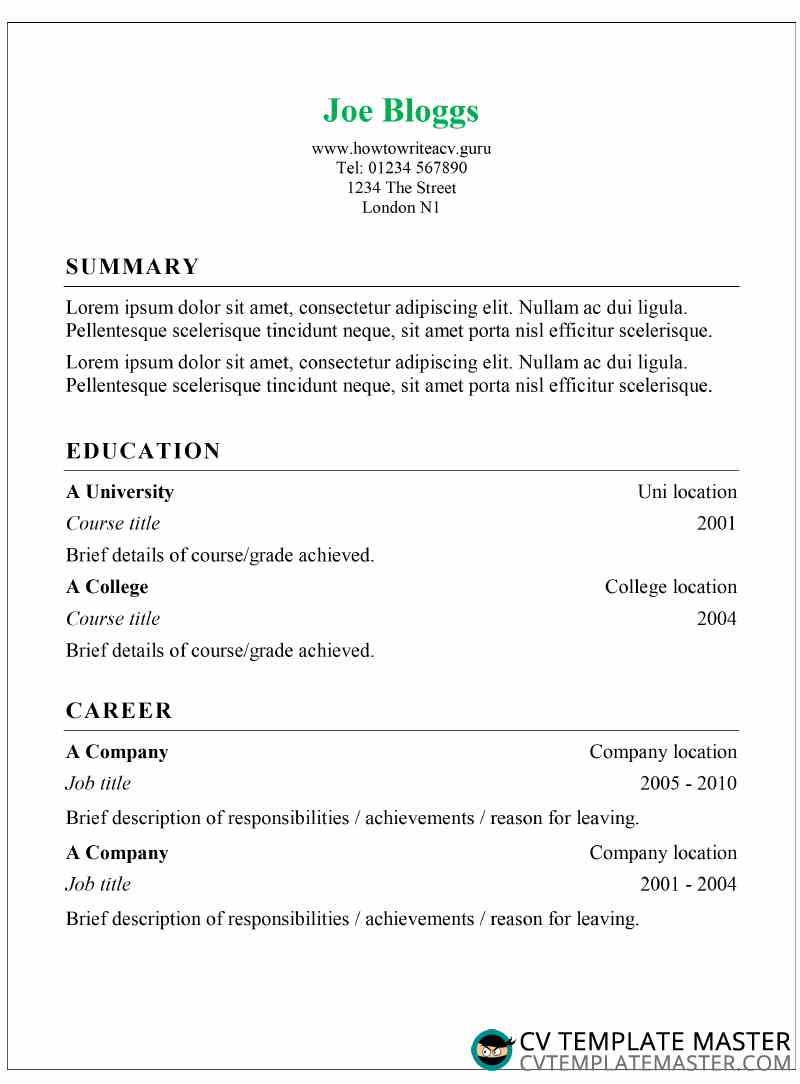 Joe Bloggs
www.howtowriteacv.guru
Tel: 01234 567890
1234 The Street
London N1
SUMMARY
Lorem ipsum dolor sit amet, consectetur adipiscing elit. Nullam ac dui ligula.
Pellentesque scelerisque tincidunt neque, sit amet porta nisl efficitur scelerisque.
Lorem ipsum dolor sit amet, consectetur adipiscing elit. Nullam ac dui ligula.
Pellentesque scelerisque tincidunt neque, sit amet porta nisl efficitur scelerisque.
EDUCATION
A University Uni location
Course title 2001
Brief details of course/grade achieved.
A College College location
Course title 2004
Brief details of course/grade achieved.
CAREER
A Company Company location
Job title 2005 - 2010
Brief description of responsibilities / achievements / reason for leaving.
A Company Company location
Job title 2001 - 2004
Brief description of responsibilities / achievements / reason for leaving.
CV TEMPLATE MASTER
CVTEMPLATEMASTER.COM